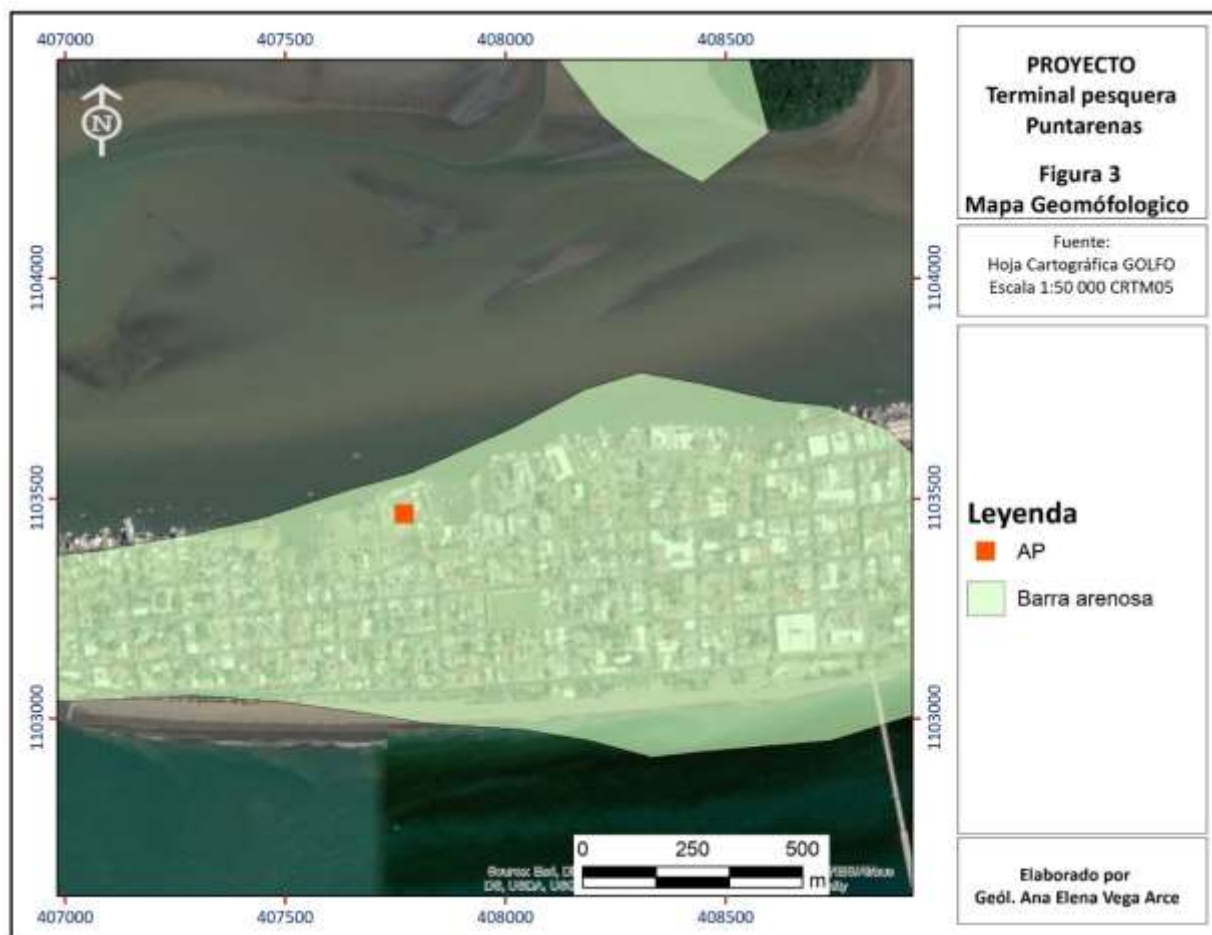 407000 407500 408000 408500
1104000
1103500
1103000
N
1104000
1103500
1103000
0 250 500
m
Source: Esri,
407000 407500 408000 408500
PROYECTO
Terminal pesquera
Puntarenas
Figura 3
Mapa Geomófologico
Fuente:
Hoja Cartográfica GOLFO
Escala 1:50 000 CRTM05
Leyenda
AP
Barra arenosa
Elaborado por
Geól. Ana Elena Vega Arce